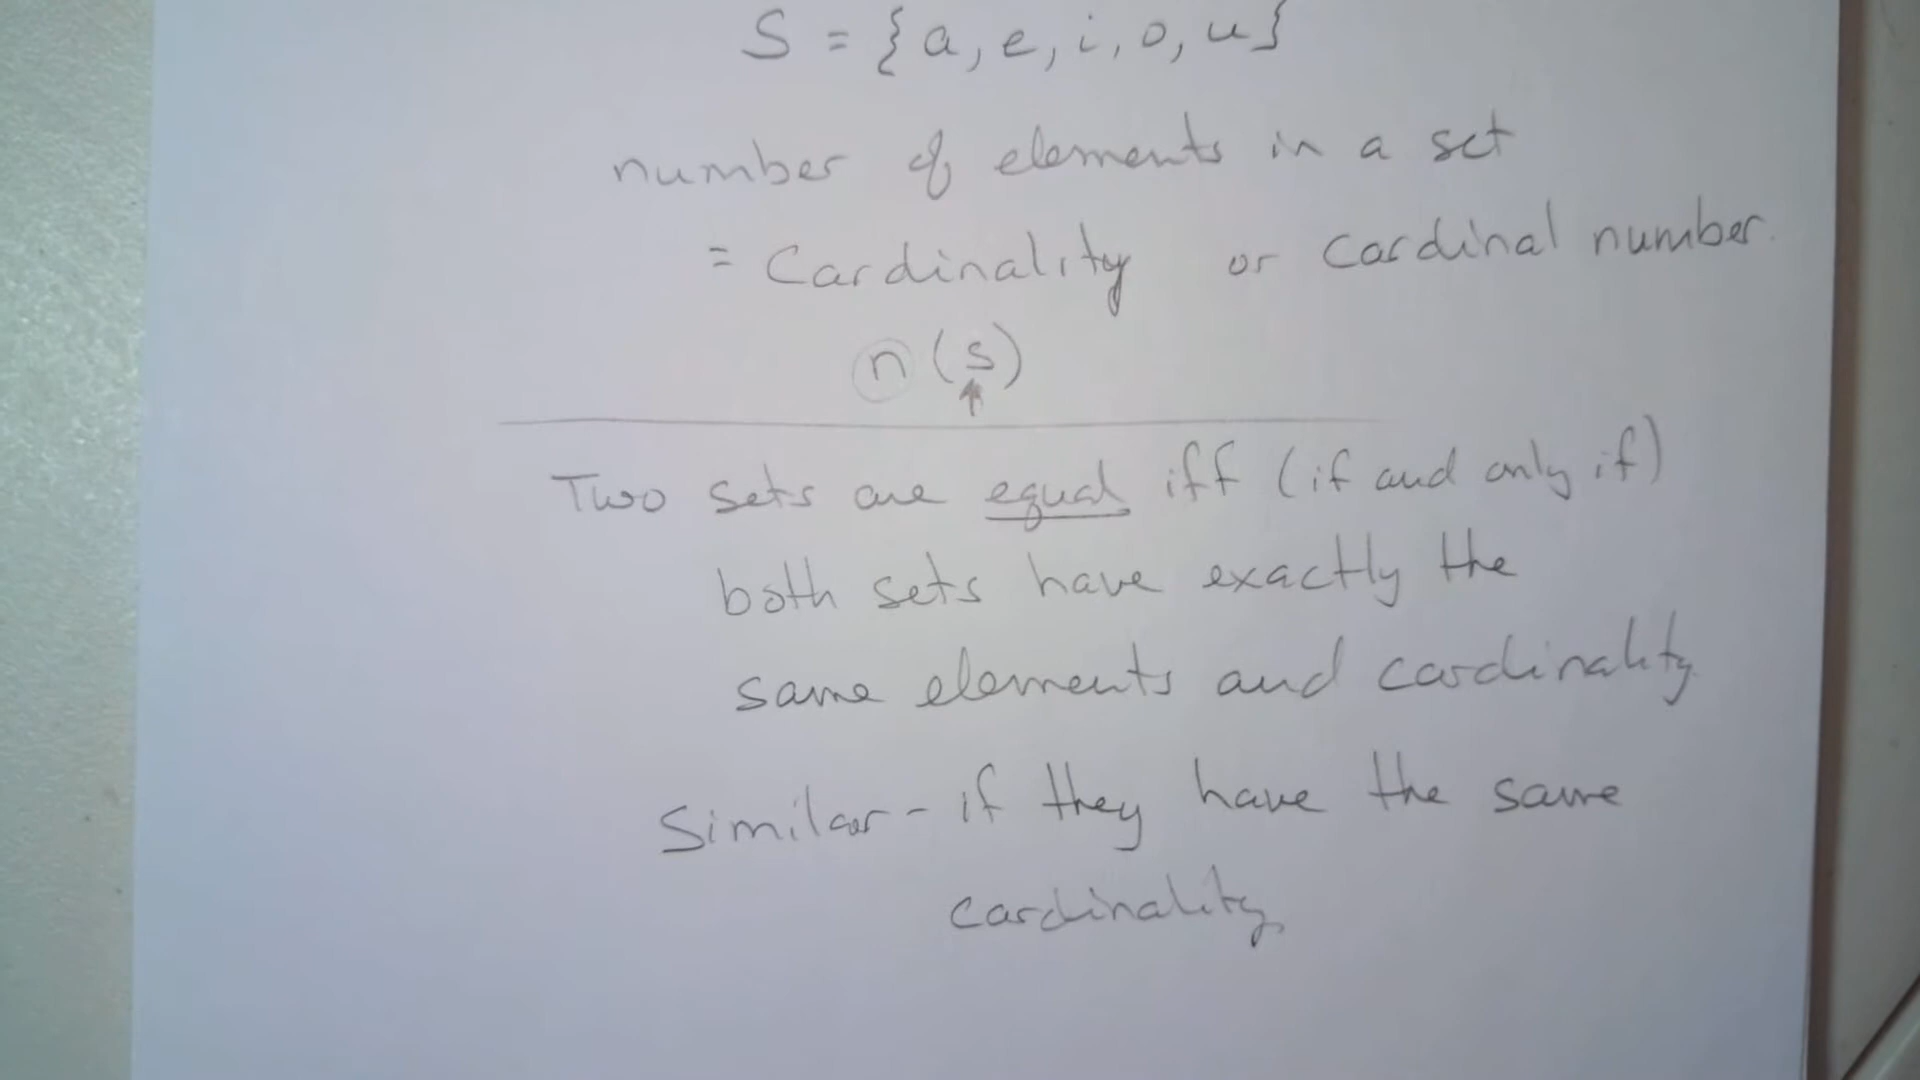 S = {a, e, i, o, u}
number of elements in a set
= Cardinality or cardinal number.
n (s)
Two sets are equal iff (if and only if)
both sets have exactly the
same elements and cardinality
Similar - if they have the same
cardinality